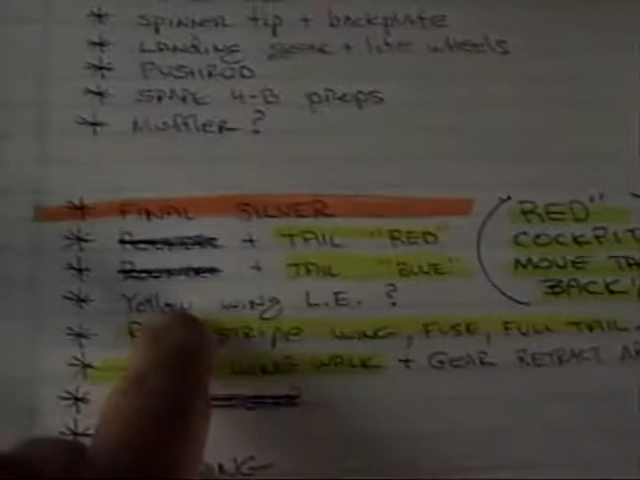 * SPINNER tip + backplate
* LANDING gear + lite wheels
* PUSHROD
* SPARE 4-B props
* Muffler?
* FINAL SILVER
* + TAIL "RED"
* + TAIL "BLUE"
* Yellow wing L.E. ?
* STRIPE WING, FUSE, FULL TAIL.
* WING WALK + GEAR RETRACT
*
*
(RED"
COCKPIT
MOVE
BACK